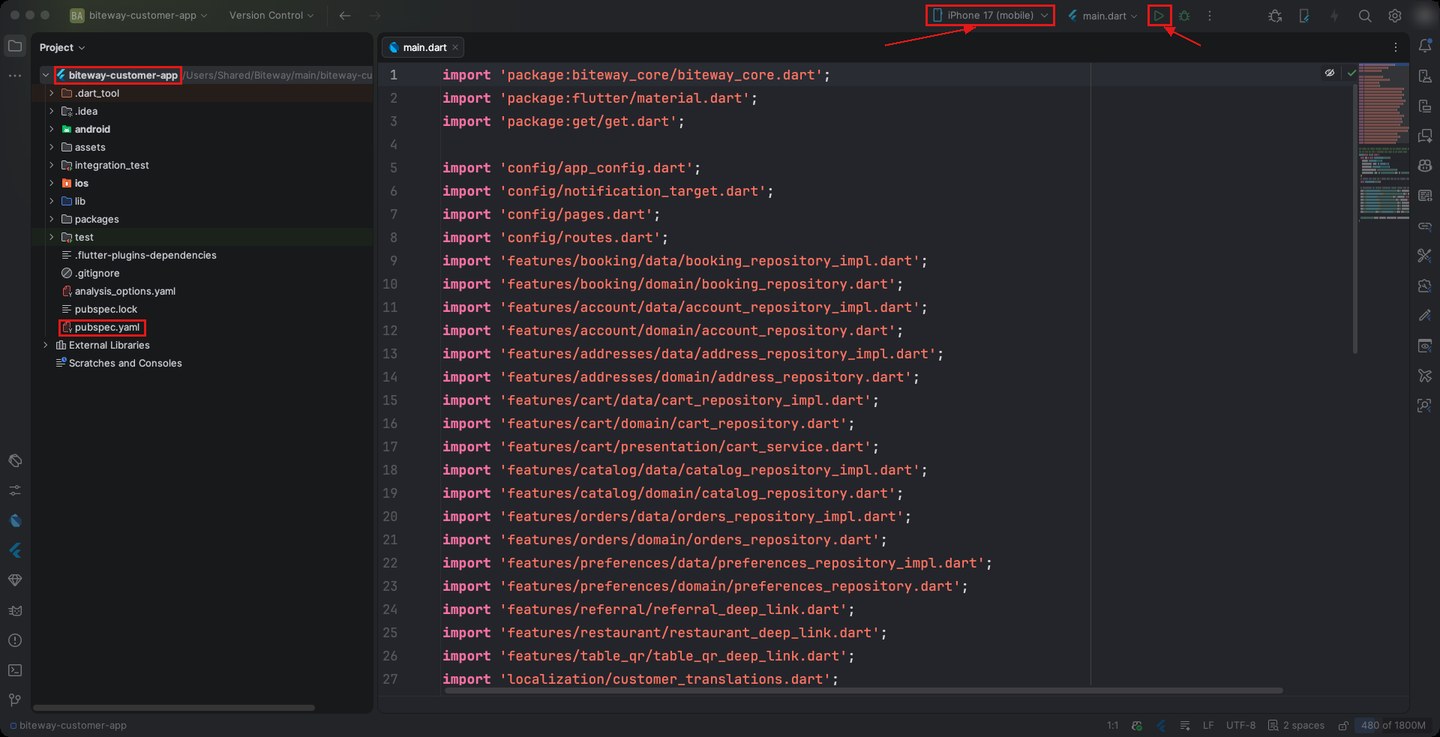 BA biteway-customer-app Version Control iPhone 17 (mobile) main.dart
Project
main.dart
biteway-customer-app /Users/Shared/Biteway/main/biteway-cu
.dart_tool
.idea
android
assets
integration_test
ios
lib
packages
test
.flutter-plugins-dependencies
.gitignore
analysis_options.yaml
pubspec.lock
pubspec.yaml
External Libraries
Scratches and Consoles
1 import 'package:biteway_core/biteway_core.dart';
2 import 'package:flutter/material.dart';
3 import 'package:get/get.dart';
4
5 import 'config/app_config.dart';
6 import 'config/notification_target.dart';
7 import 'config/pages.dart';
8 import 'config/routes.dart';
9 import 'features/booking/data/booking_repository_impl.dart';
10 import 'features/booking/domain/booking_repository.dart';
11 import 'features/account/data/account_repository_impl.dart';
12 import 'features/account/domain/account_repository.dart';
13 import 'features/addresses/data/address_repository_impl.dart';
14 import 'features/addresses/domain/address_repository.dart';
15 import 'features/cart/data/cart_repository_impl.dart';
16 import 'features/cart/domain/cart_repository.dart';
17 import 'features/cart/presentation/cart_service.dart';
18 import 'features/catalog/data/catalog_repository_impl.dart';
19 import 'features/catalog/domain/catalog_repository.dart';
20 import 'features/orders/data/orders_repository_impl.dart';
21 import 'features/orders/domain/orders_repository.dart';
22 import 'features/preferences/data/preferences_repository_impl.dart';
23 import 'features/preferences/domain/preferences_repository.dart';
24 import 'features/referral/referral_deep_link.dart';
25 import 'features/restaurant/restaurant_deep_link.dart';
26 import 'features/table_qr/table_qr_deep_link.dart';
27 import 'localization/customer_translations.dart';
biteway-customer-app 1:1 LF UTF-8 2 spaces 480 of 1800M